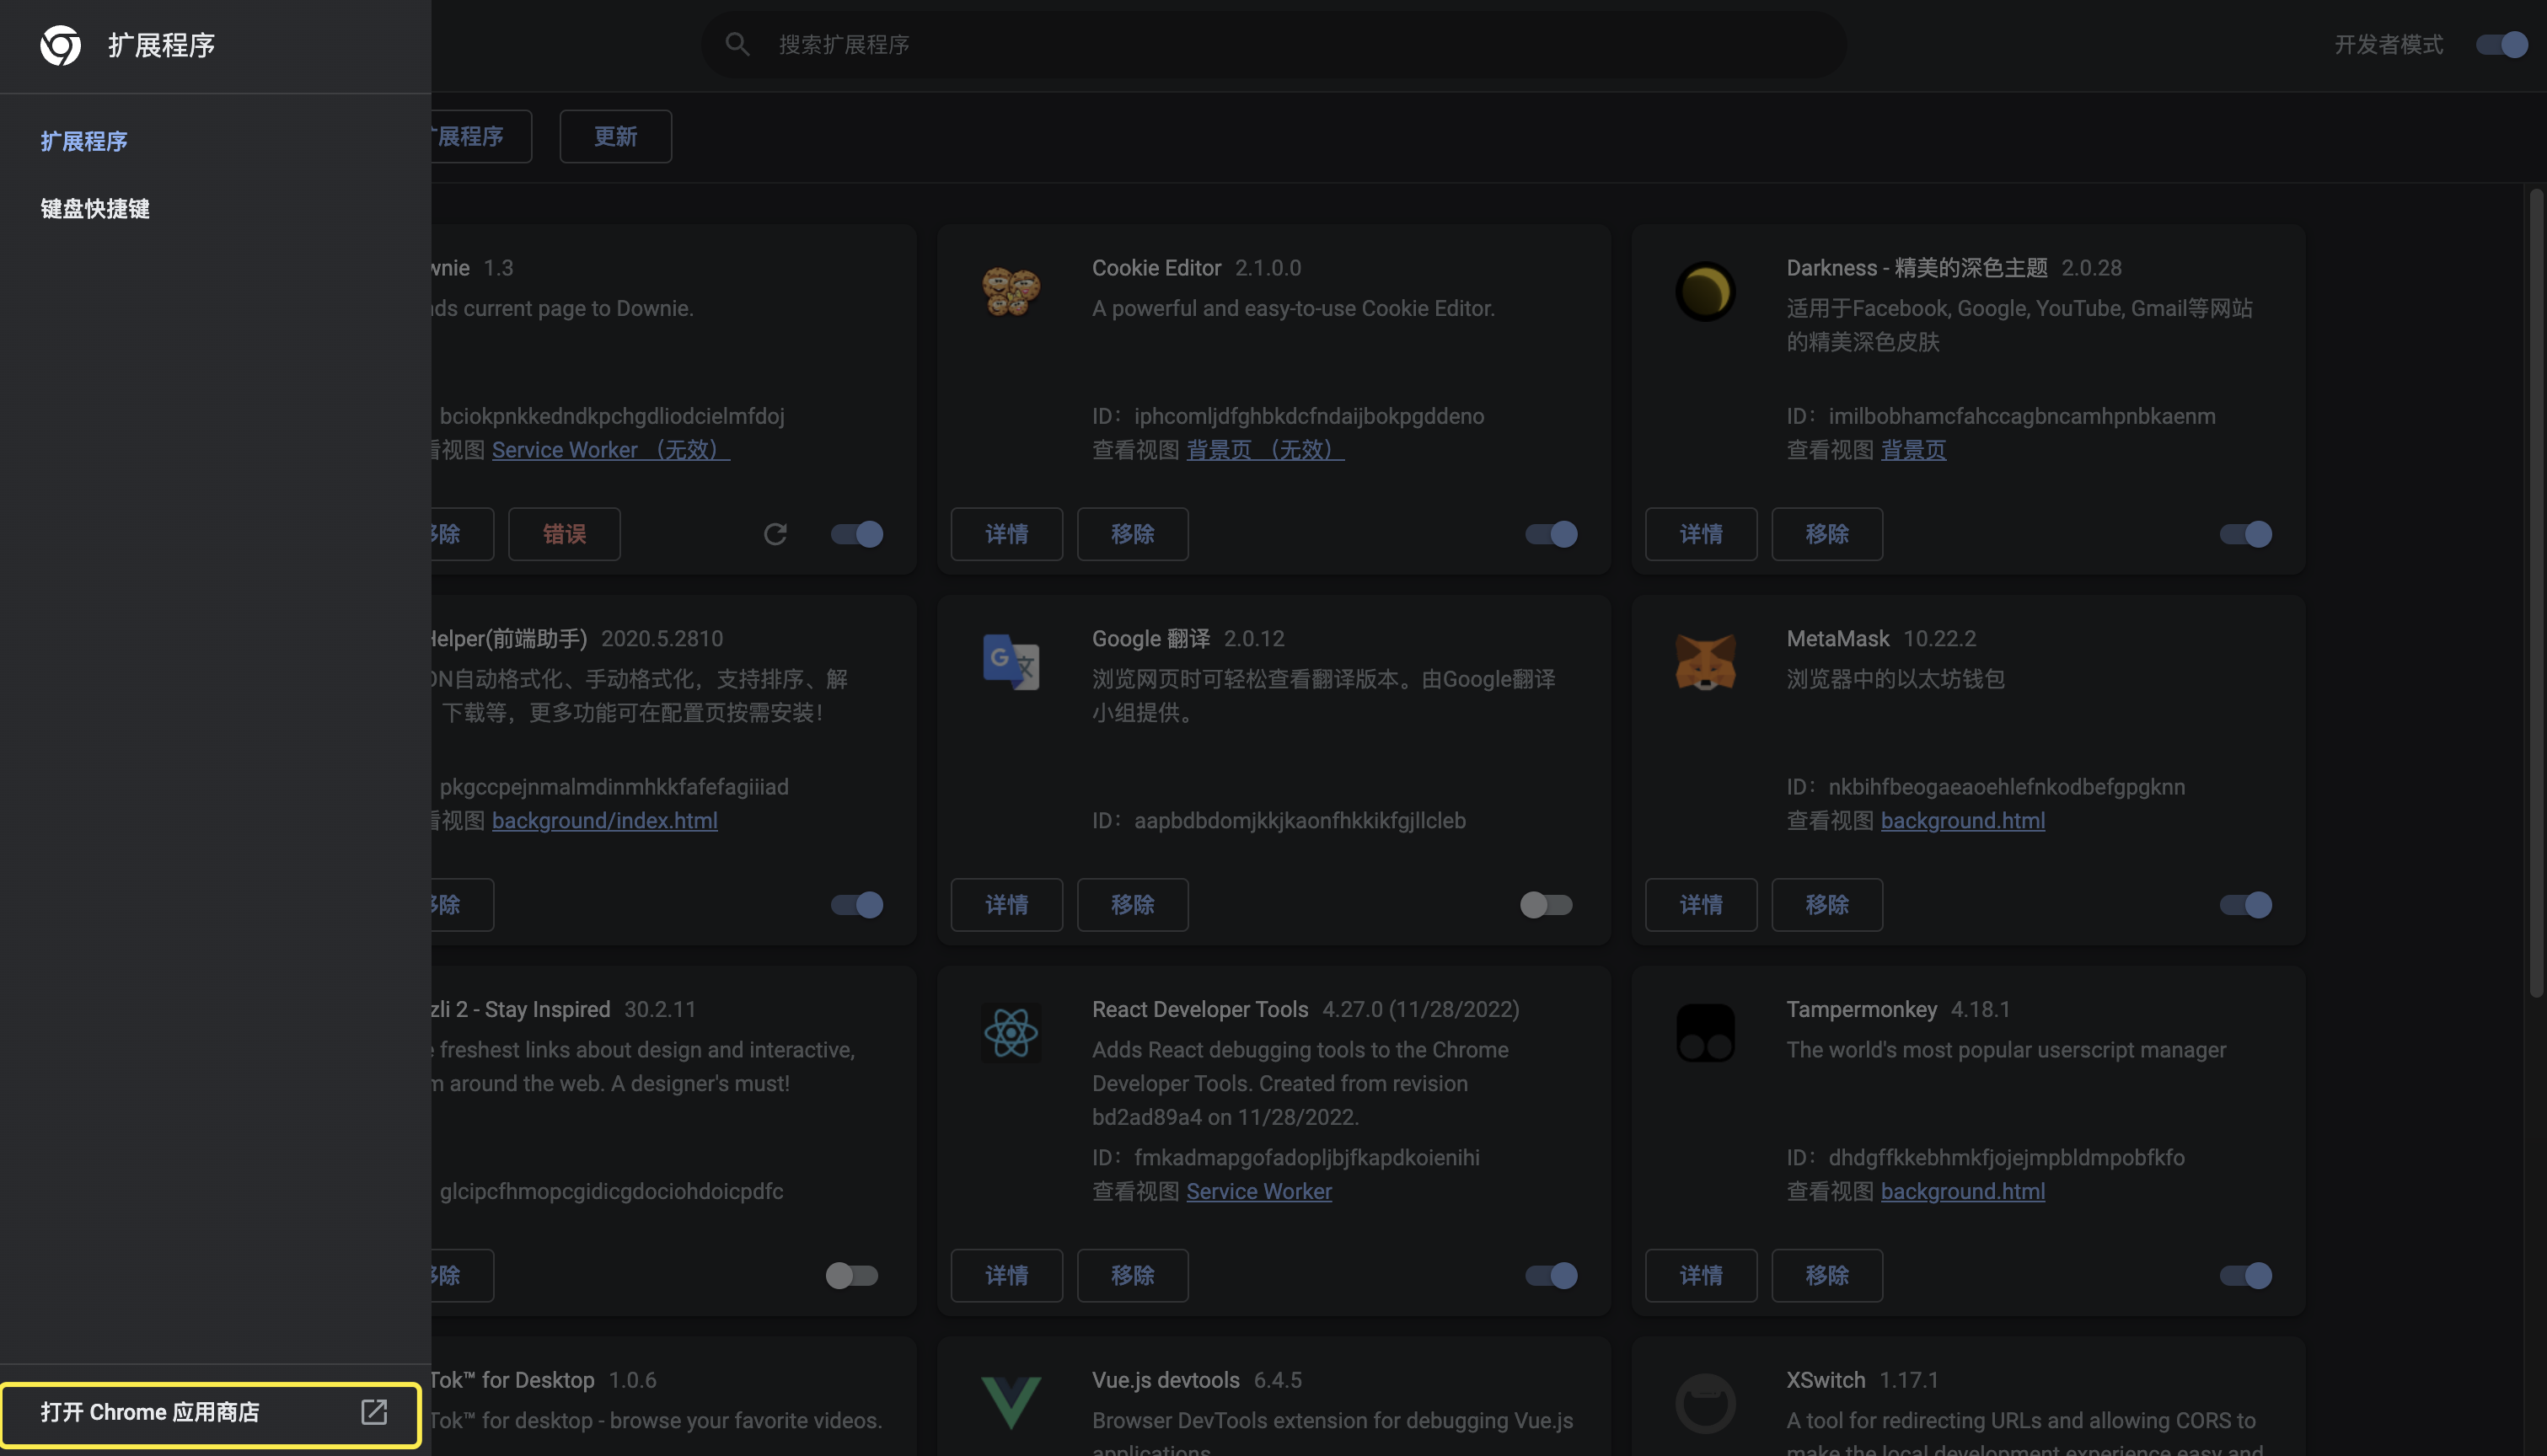 扩展程序
搜索扩展程序
开发者模式
扩展程序
键盘快捷键
展程序
更新
wnie 1.3
ds current page to Downie.
bciokpnkkedndkpchgdliodcielmfdoj
视图 Service Worker （无效）
除
错误
Cookie Editor 2.1.0.0
A powerful and easy-to-use Cookie Editor.
ID：iphcomljdfghbkdcfndaijbokpgddeno
查看视图 背景页 （无效）
详情
移除
Darkness - 精美的深色主题 2.0.28
适用于Facebook, Google, YouTube, Gmail等网站
的精美深色皮肤
ID：imilbobhamcfahccagbncamhpnbkaenm
查看视图 背景页
详情
移除
Helper(前端助手) 2020.5.2810
ON自动格式化、手动格式化，支持排序、解
下载等，更多功能可在配置页按需安装！
pkgccpejnmalmdinmhkkfafefagiiiad
视图 background/index.html
除
Google 翻译 2.0.12
浏览网页时可轻松查看翻译版本。由Google翻译
小组提供。
ID：aapbdbdomjkkjkaonfhkkikfgjllcleb
详情
移除
MetaMask 10.22.2
浏览器中的以太坊钱包
ID：nkbihfbeogaeaoehlefnkodbefgpgknn
查看视图 background.html
详情
移除
zli 2 - Stay Inspired 30.2.11
freshest links about design and interactive,
m around the web. A designer's must!
glcipcfhmopcgidicgdociohdoicpdfc
除
React Developer Tools 4.27.0 (11/28/2022)
Adds React debugging tools to the Chrome
Developer Tools. Created from revision
bd2ad89a4 on 11/28/2022.
ID：fmkadmapgofadopljbjfkapdkoienihi
查看视图 Service Worker
详情
移除
Tampermonkey 4.18.1
The world's most popular userscript manager
ID：dhdgffkkebhmkfjojejmpbldmpobfkfo
查看视图 background.html
详情
移除
打开 Chrome 应用商店
Tok™ for Desktop 1.0.6
Tok™ for desktop - browse your favorite videos.
Vue.js devtools 6.4.5
Browser DevTools extension for debugging Vue.js
applications
XSwitch 1.17.1
A tool for redirecting URLs and allowing CORS to
make the local development experience easy and